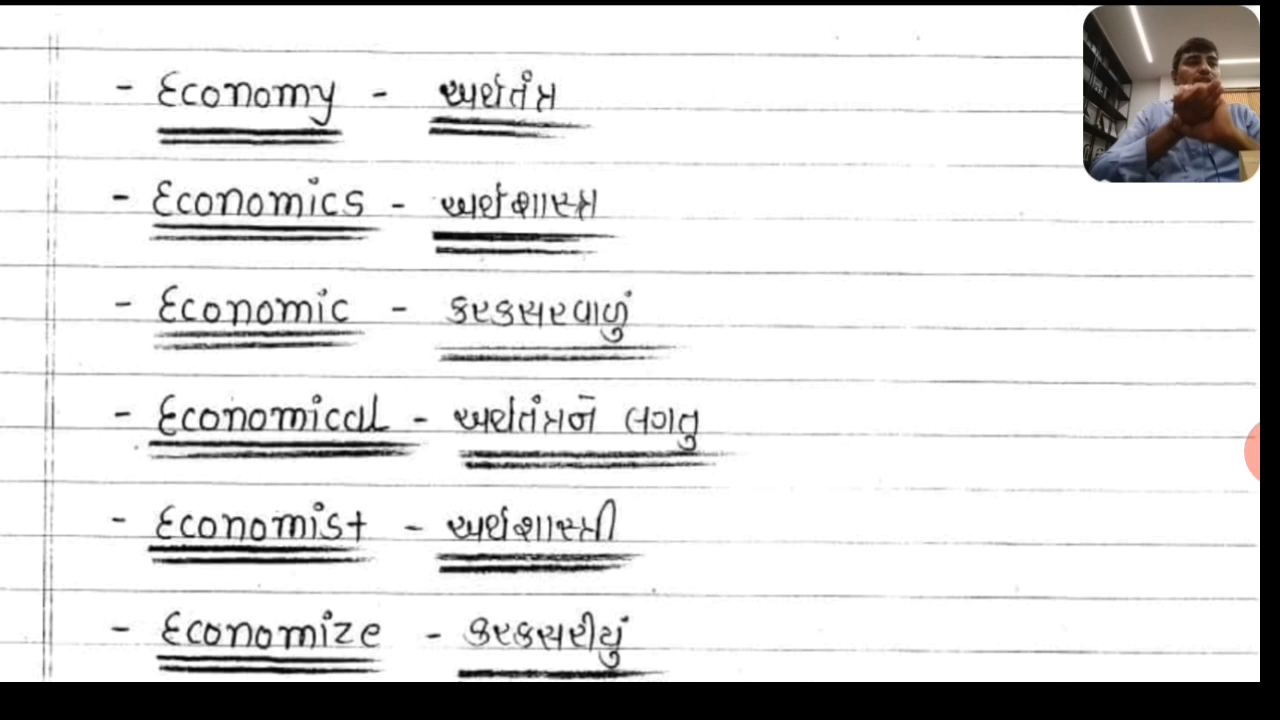 - Economy - અર્થતંત્ર
- Economics - અર્થશાસ્ત્ર
- Economic - કરકસરવાળું
- Economical - અર્થતંત્રને લગતુ
- Economist - અર્થશાસ્ત્રી
- Economize - કરકસરીયું